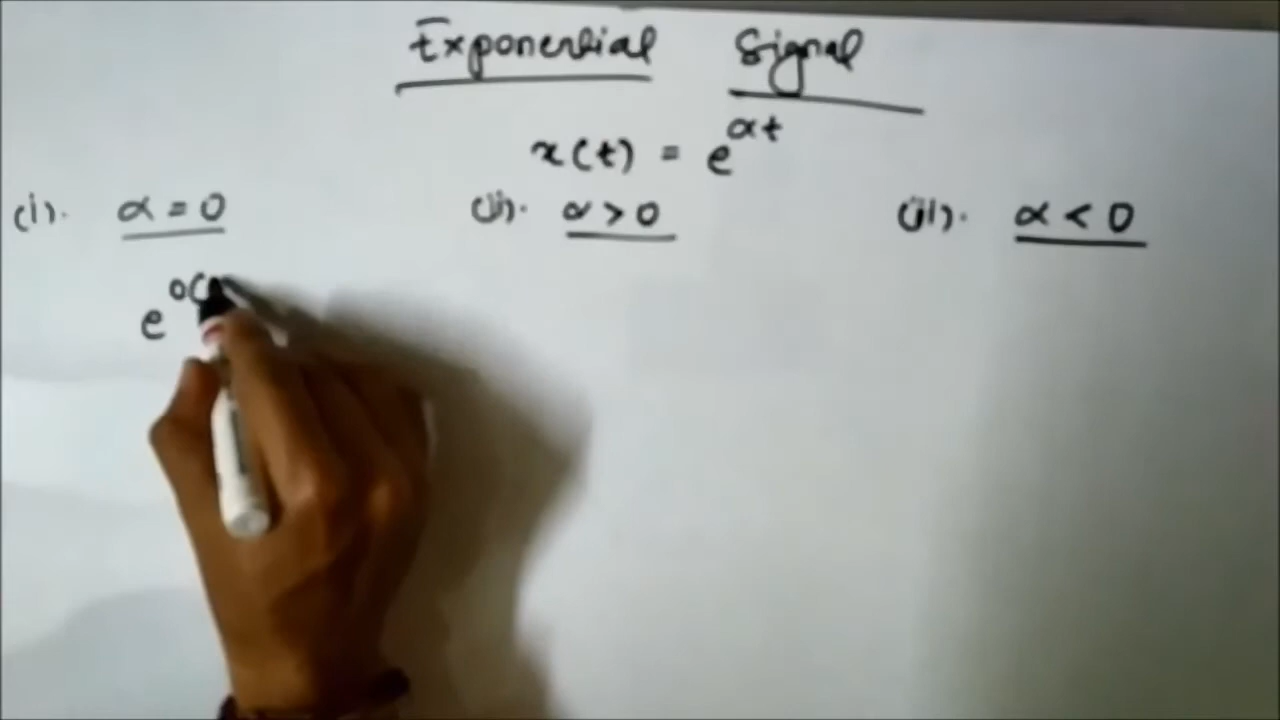 Exponential Signal
x(t) = e^αt
(i). α = 0 (ii). α > 0 (iii). α < 0
e^0(